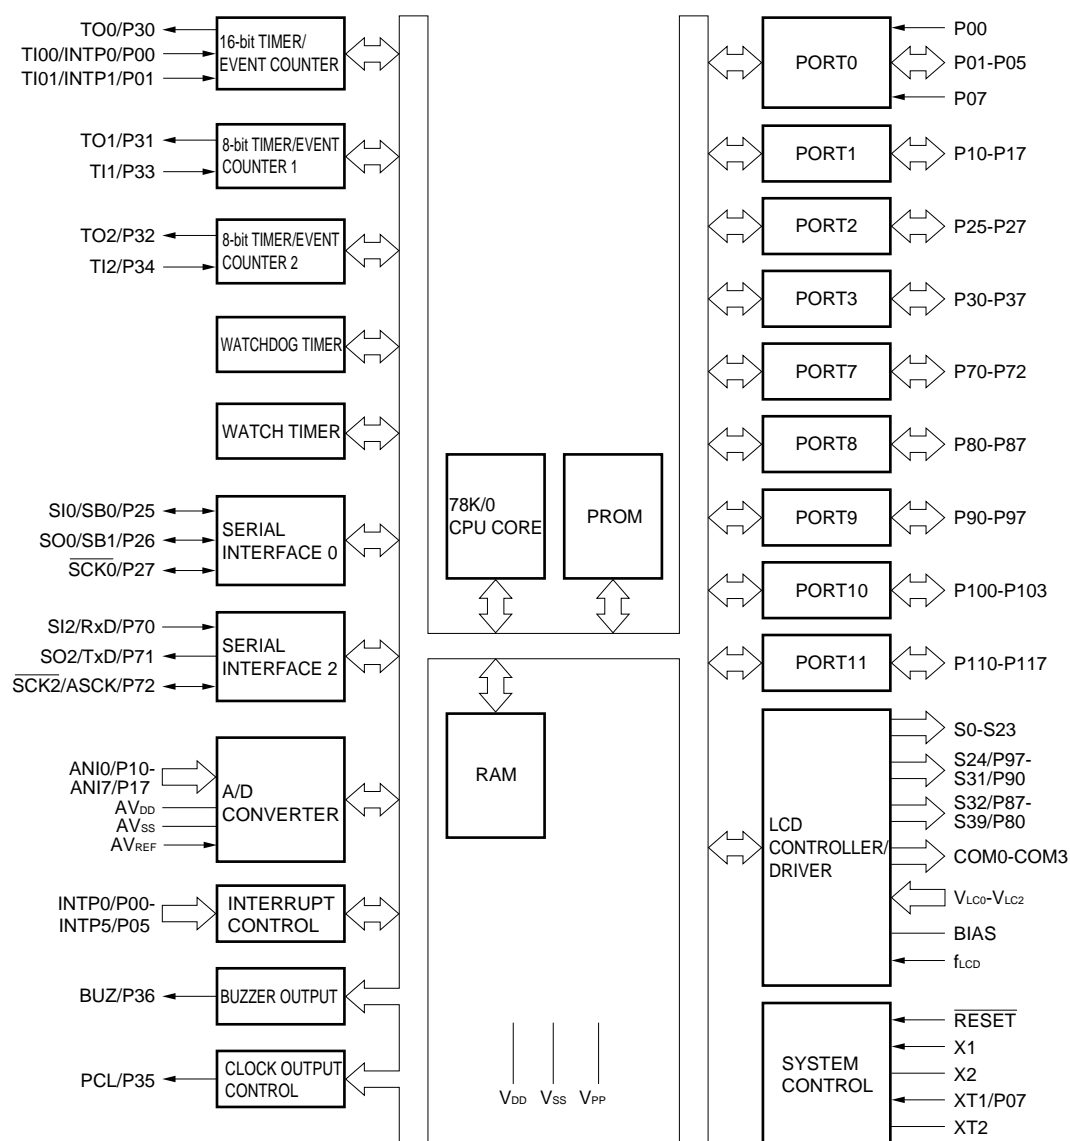 TO0/P30
TI00/INTP0/P00
TI01/INTP1/P01
16-bit TIMER/
EVENT COUNTER
TO1/P31
TI1/P33
8-bit TIMER/EVENT
COUNTER 1
TO2/P32
TI2/P34
8-bit TIMER/EVENT
COUNTER 2
WATCHDOG TIMER
WATCH TIMER
SI0/SB0/P25
SO0/SB1/P26
S̅C̅K̅0̅/P27
SERIAL
INTERFACE 0
SI2/RxD/P70
SO2/TxD/P71
S̅C̅K̅2̅/ASCK/P72
SERIAL
INTERFACE 2
ANI0/P10-
ANI7/P17
AVDD
AVSS
AVREF
A/D
CONVERTER
INTP0/P00-
INTP5/P05
INTERRUPT
CONTROL
BUZ/P36
BUZZER OUTPUT
PCL/P35
CLOCK OUTPUT
CONTROL
78K/0
CPU CORE
PROM
RAM
VDD VSS VPP
PORT0
P00
P01-P05
P07
PORT1
P10-P17
PORT2
P25-P27
PORT3
P30-P37
PORT7
P70-P72
PORT8
P80-P87
PORT9
P90-P97
PORT10
P100-P103
PORT11
P110-P117
LCD
CONTROLLER/
DRIVER
S0-S23
S24/P97-
S31/P90
S32/P87-
S39/P80
COM0-COM3
VLC0-VLC2
BIAS
fLCD
SYSTEM
CONTROL
R̅E̅S̅E̅T̅
X1
X2
XT1/P07
XT2